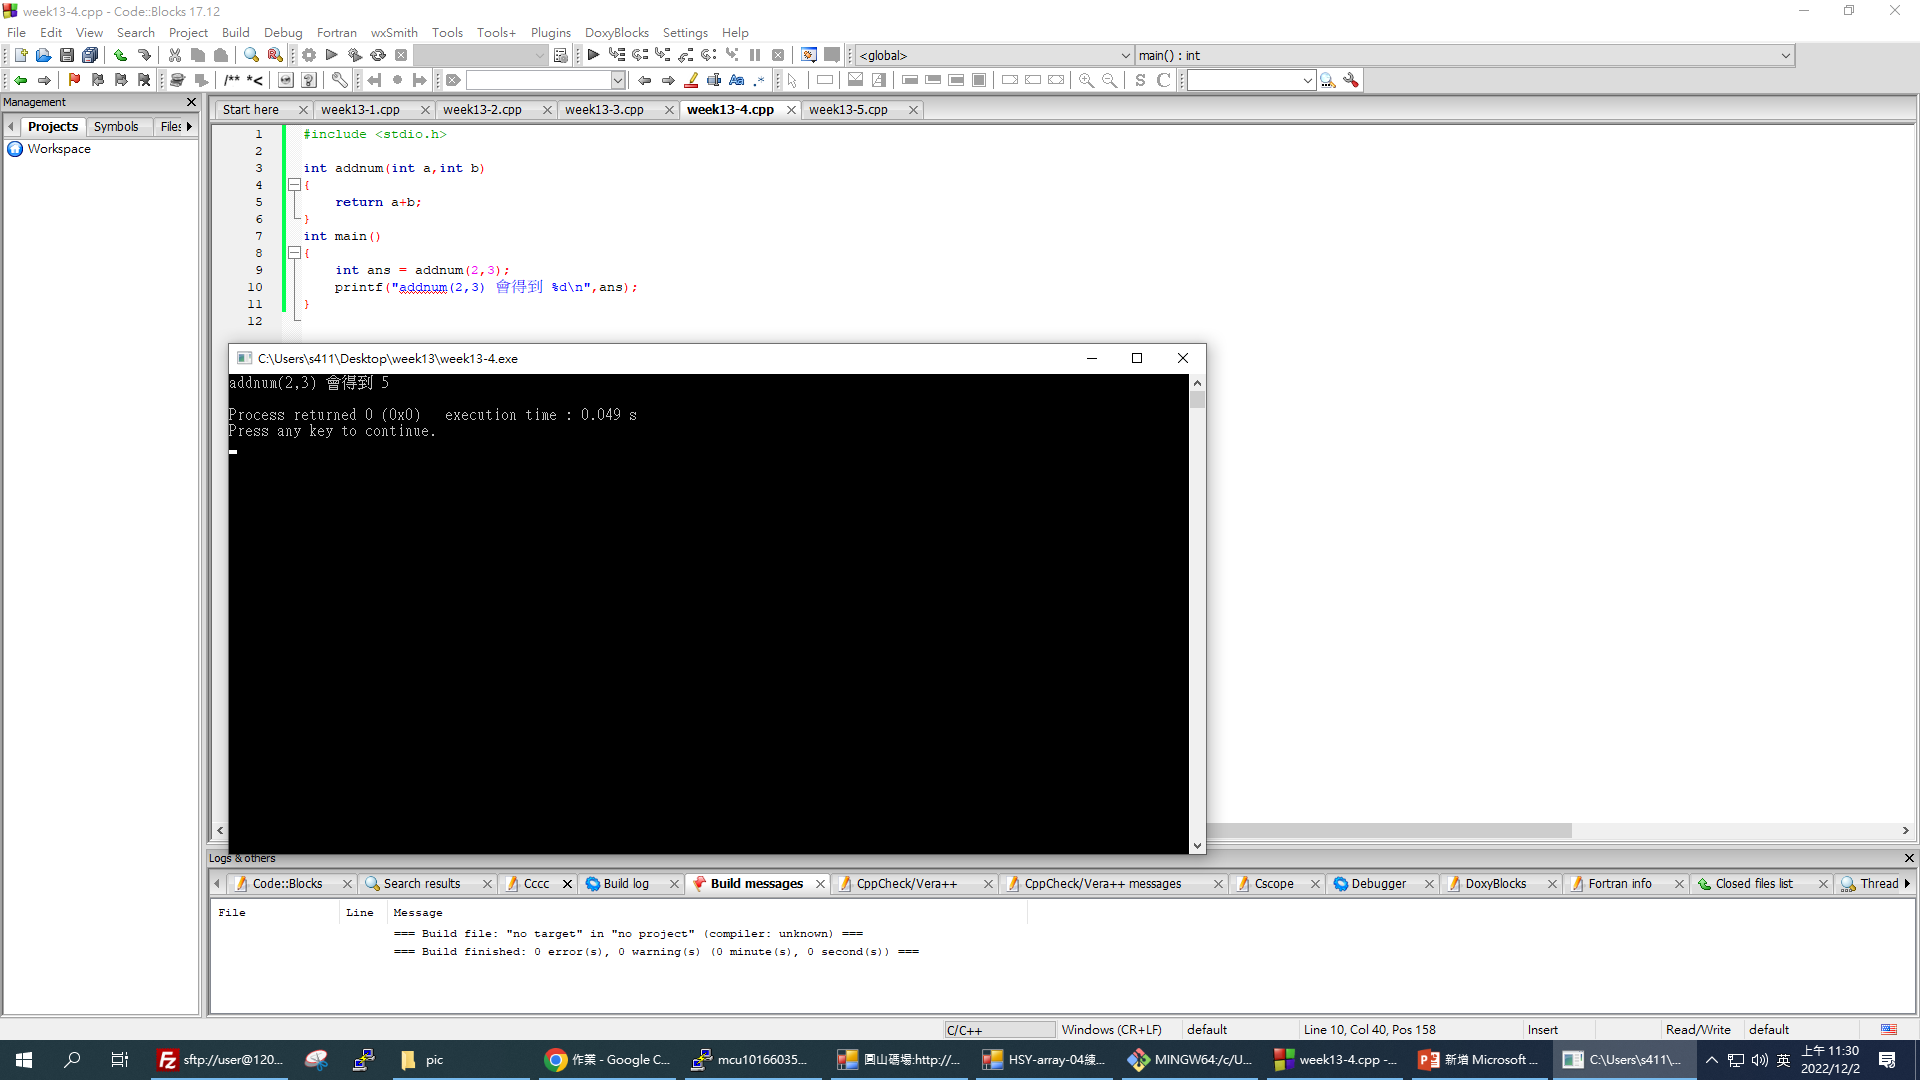 week13-4.cpp - Code::Blocks 17.12
File Edit View Search Project Build Debug Fortran wxSmith Tools Tools+ Plugins DoxyBlocks Settings Help
<global> main() : int
/** *<
Management
Projects Symbols Files
Workspace
Start here week13-1.cpp week13-2.cpp week13-3.cpp week13-4.cpp week13-5.cpp
1 #include <stdio.h>
2
3 int addnum(int a,int b)
4 {
5 return a+b;
6 }
7 int main()
8 {
9 int ans = addnum(2,3);
10 printf("addnum(2,3) 會得到 %d\n",ans);
11 }
12
C:\Users\s411\Desktop\week13\week13-4.exe
addnum(2,3) 會得到 5
Process returned 0 (0x0) execution time : 0.049 s
Press any key to continue.
Logs & others
Code::Blocks Search results Cccc Build log Build messages CppCheck/Vera++ CppCheck/Vera++ messages Cscope Debugger DoxyBlocks Fortran info Closed files list Thread
File Line Message
=== Build file: "no target" in "no project" (compiler: unknown) ===
=== Build finished: 0 error(s), 0 warning(s) (0 minute(s), 0 second(s)) ===
C/C++ Windows (CR+LF) default Line 10, Col 40, Pos 158 Insert Read/Write default
sftp://user@120... pic 作業 - Google C... mcu10166035... 圓山碼場:http://... HSY-array-04練... MINGW64:/c/U... week13-4.cpp -... 新增 Microsoft ... C:\Users\s411\... 英 上午 11:30
2022/12/2